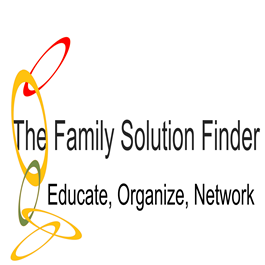 The Family Solution Finder
Educate, Organize, Network